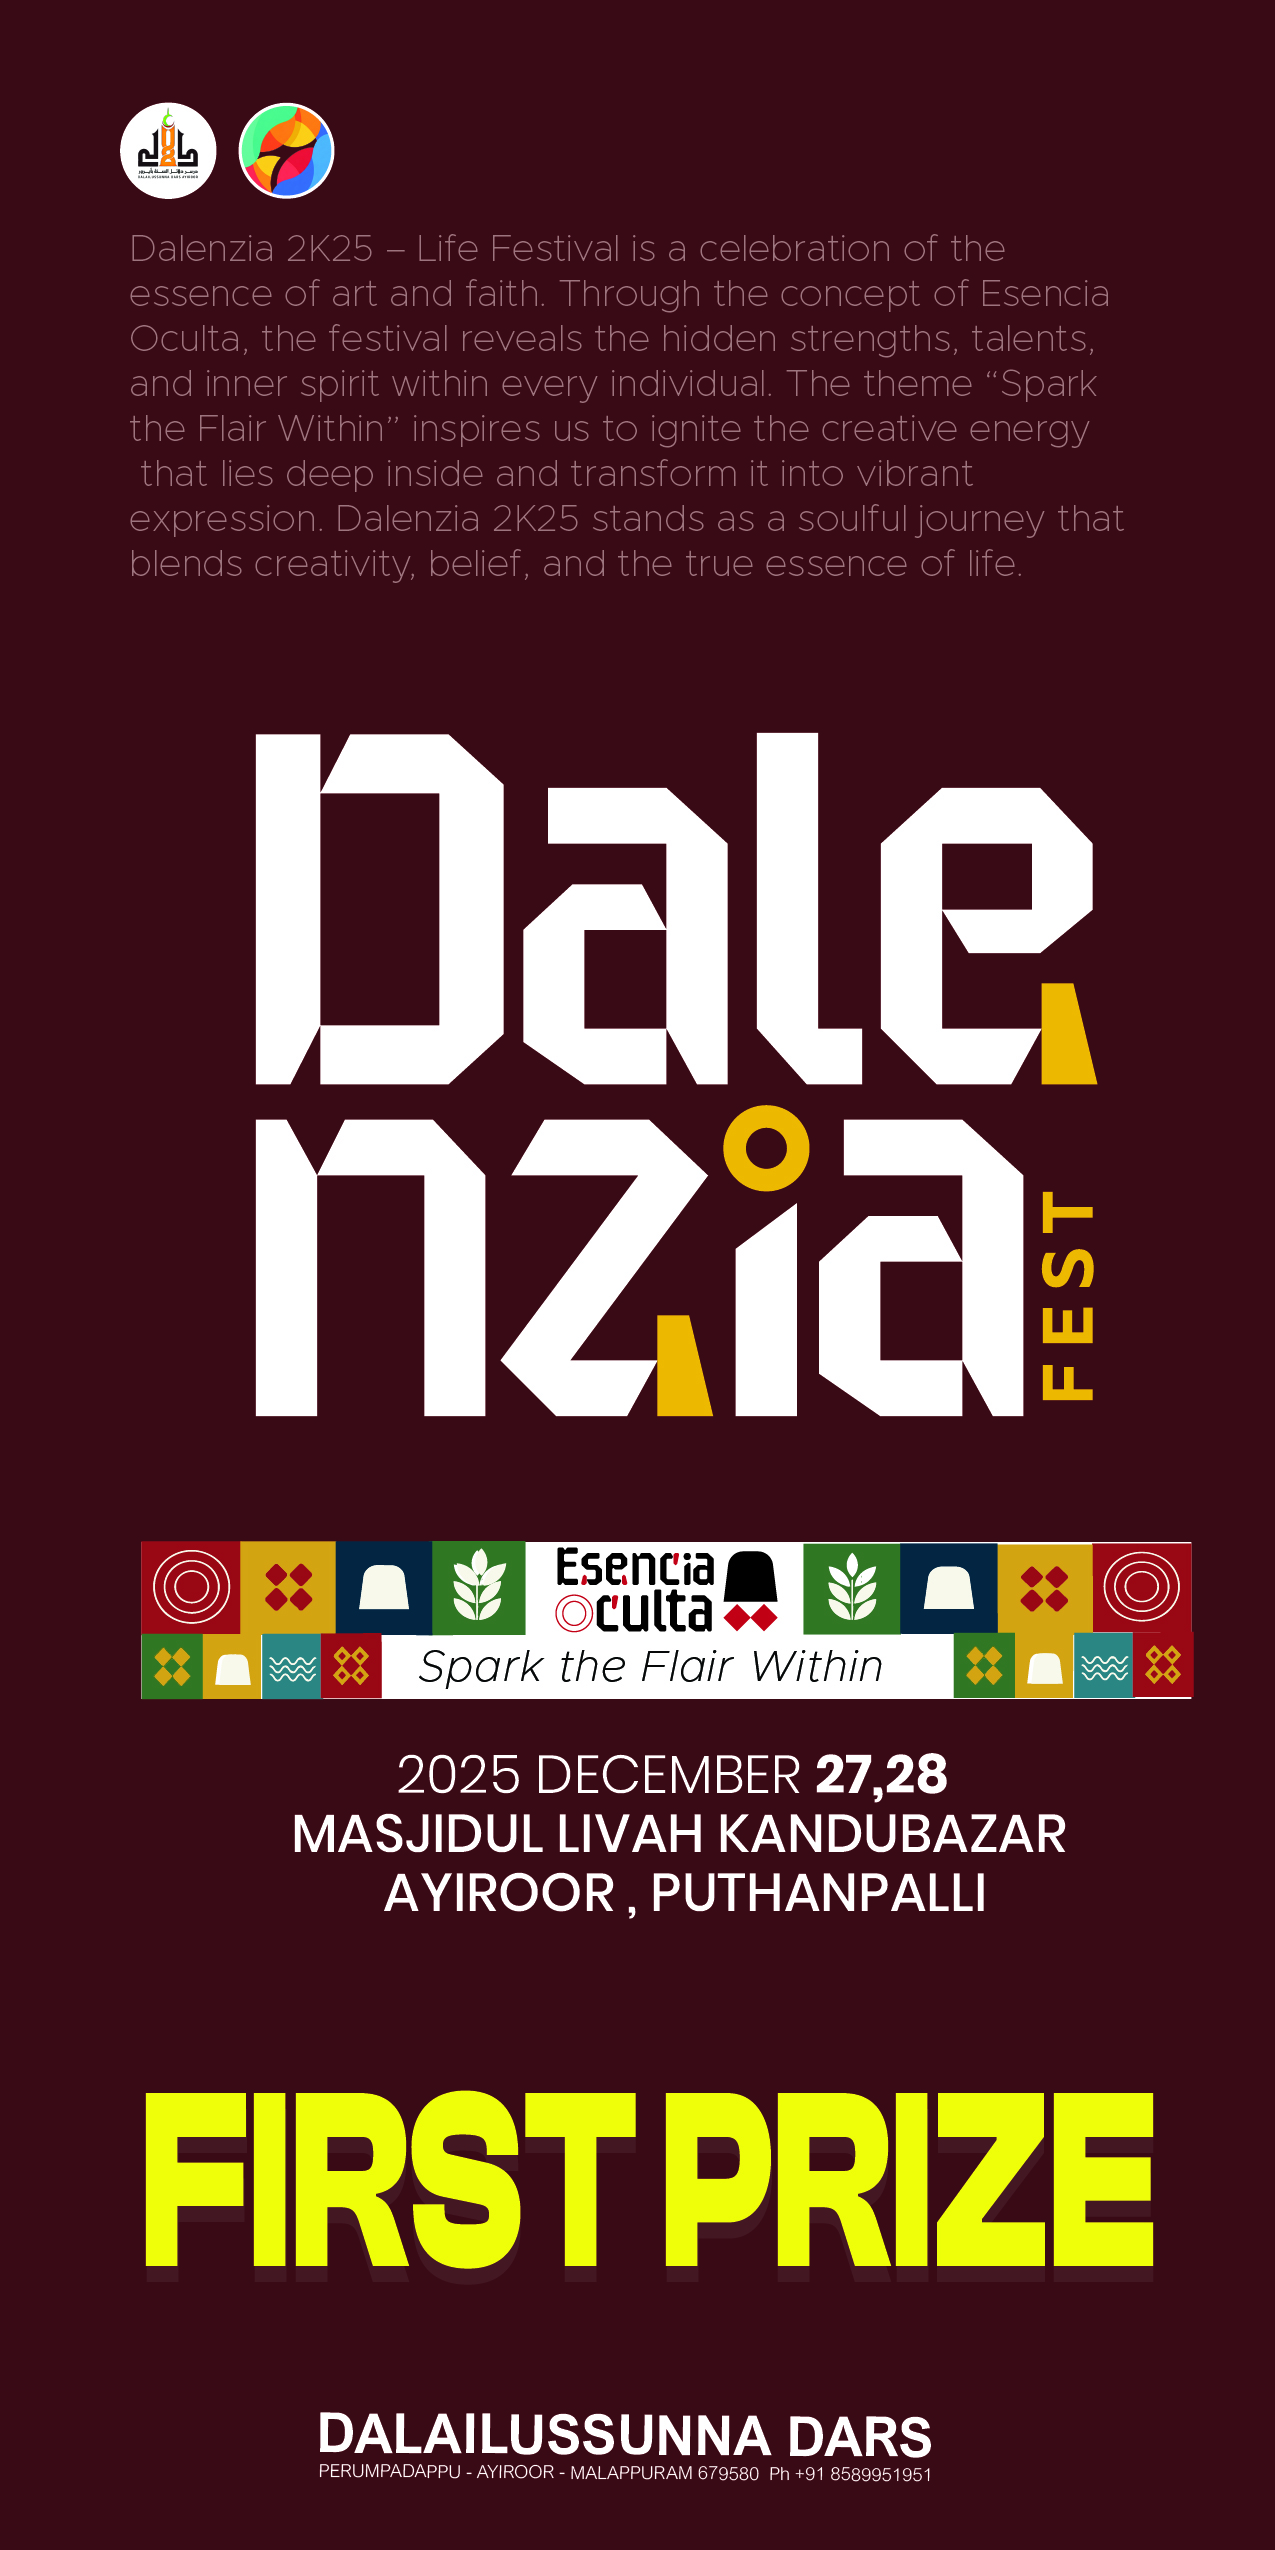 DALAILUSSUNNA DARS AYIROOR
Dalenzia 2K25 – Life Festival is a celebration of the
essence of art and faith. Through the concept of Esencia
Oculta, the festival reveals the hidden strengths, talents,
and inner spirit within every individual. The theme “Spark
the Flair Within” inspires us to ignite the creative energy
that lies deep inside and transform it into vibrant
expression. Dalenzia 2K25 stands as a soulful journey that
blends creativity, belief, and the true essence of life.
Dale
nzia
FEST
Esencia
Oculta
Spark the Flair Within
2025 DECEMBER 27,28
MASJIDUL LIVAH KANDUBAZAR
AYIROOR , PUTHANPALLI
FIRST PRIZE
DALAILUSSUNNA DARS
PERUMPADAPPU - AYIROOR - MALAPPURAM 679580 Ph +91 8589951951